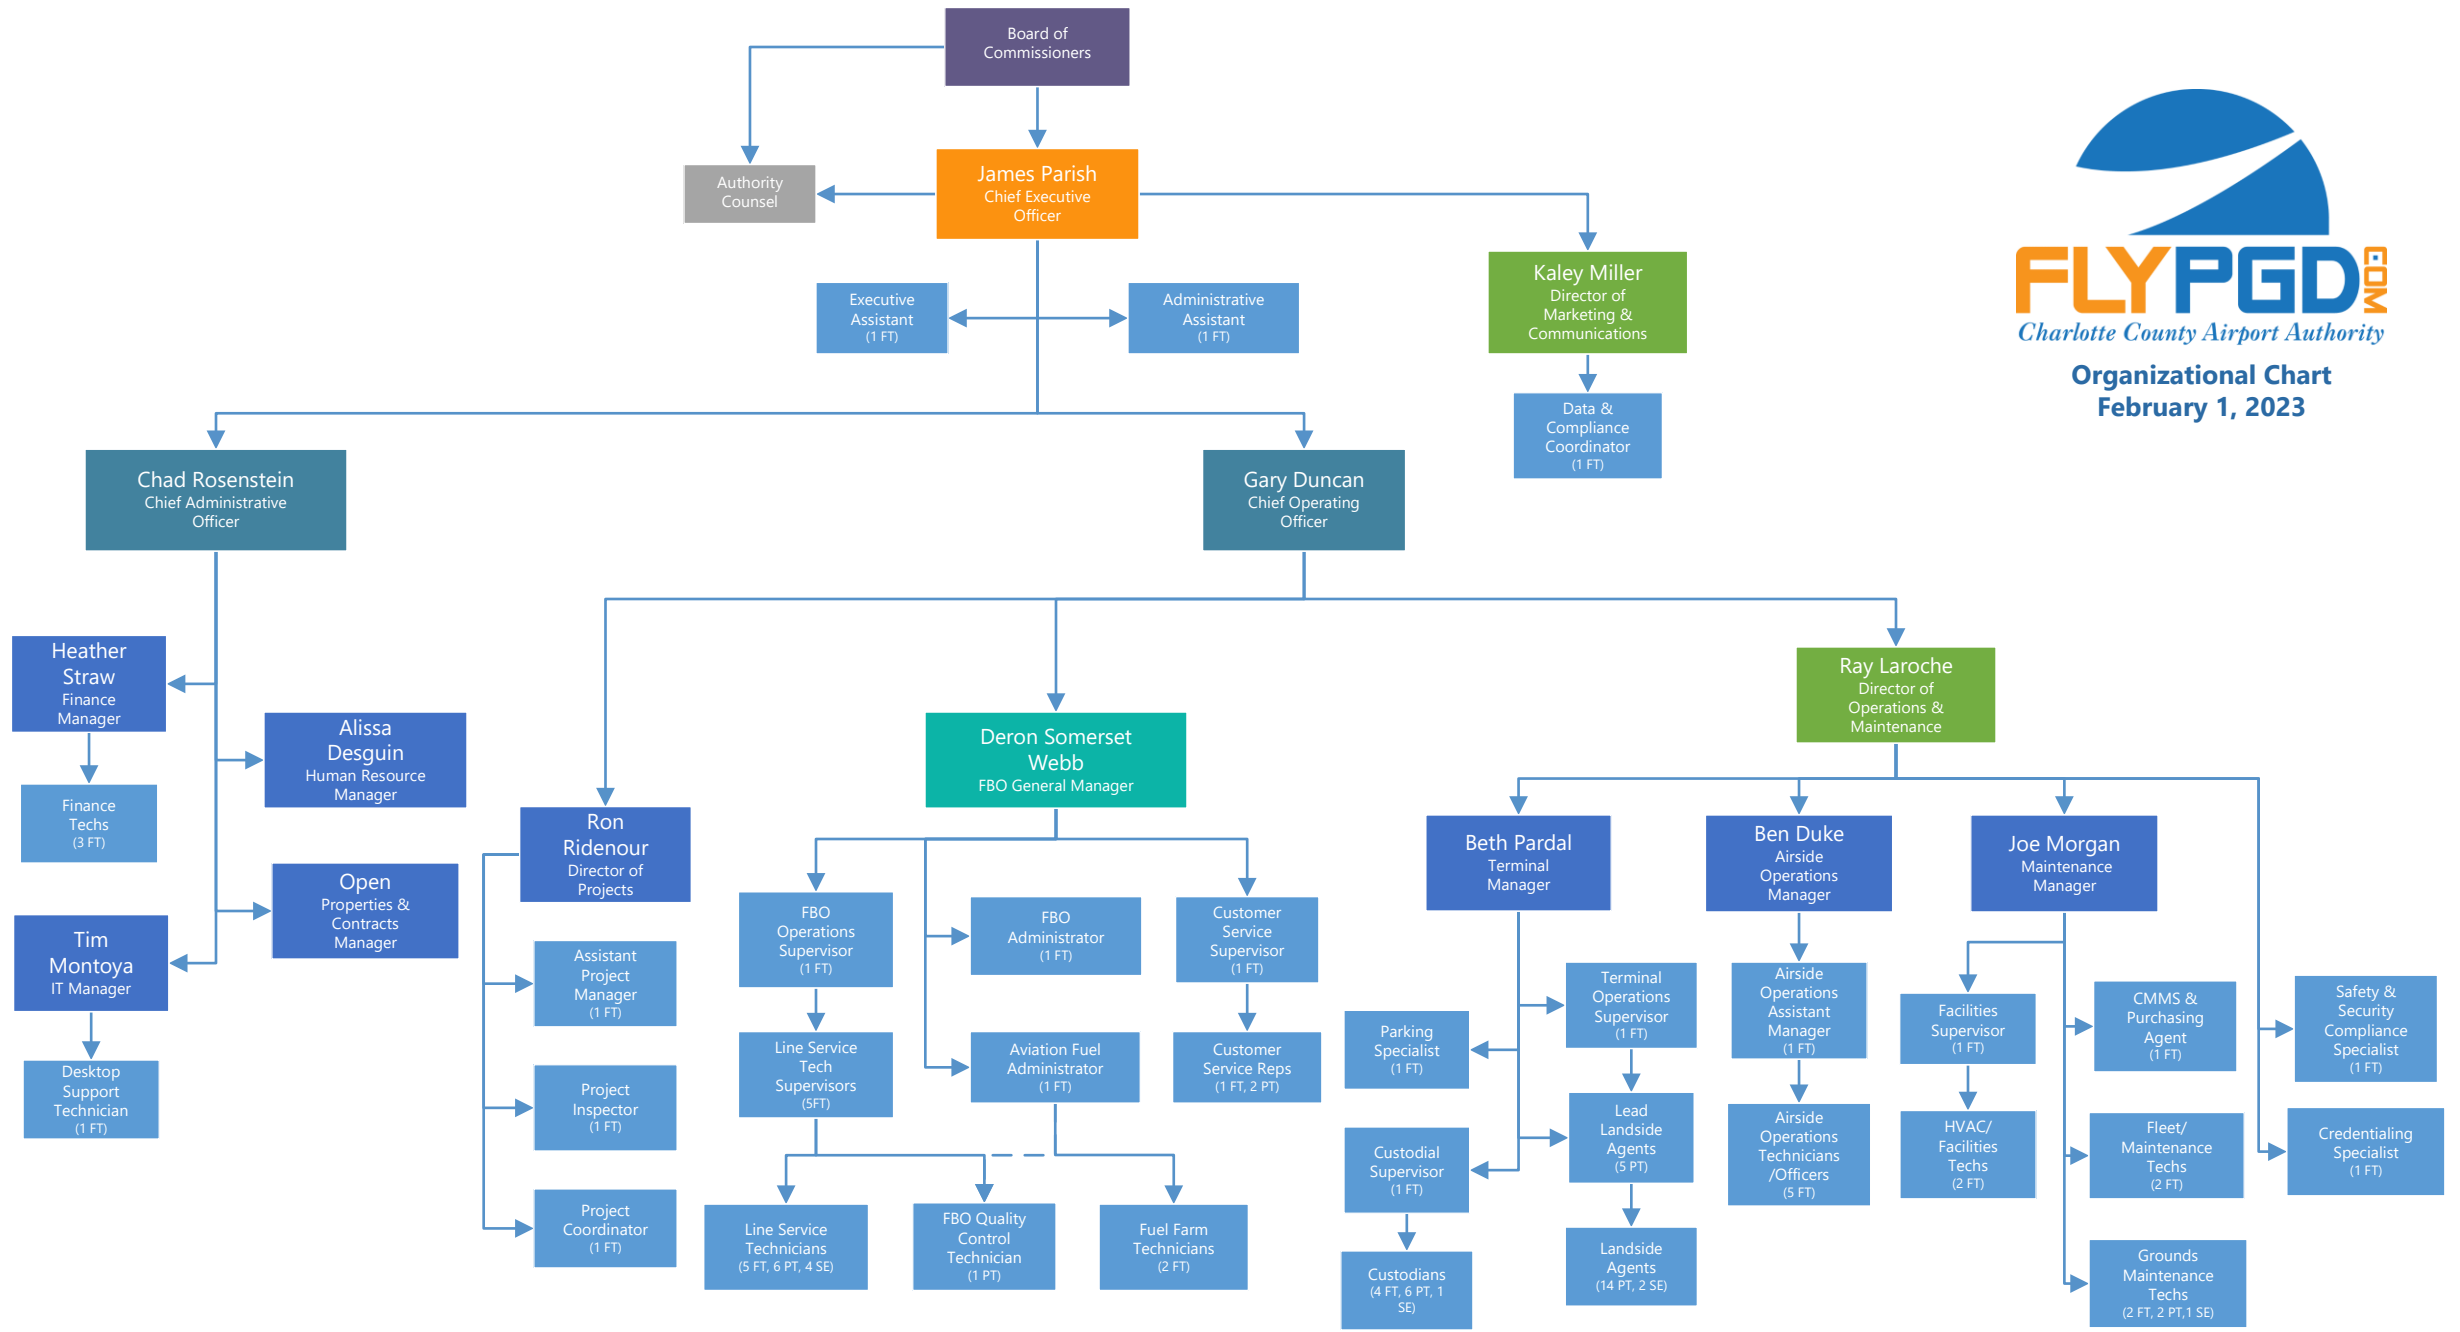 Board of
Commissioners
Authority
Counsel
James Parish
Chief Executive
Officer
Kaley Miller
Director of
Marketing &
Communications
Executive
Assistant
(1 FT)
Administrative
Assistant
(1 FT)
Data &
Compliance
Coordinator
(1 FT)
FLYPGD.COM
Charlotte County Airport Authority
Organizational Chart
February 1, 2023
Chad Rosenstein
Chief Administrative
Officer
Gary Duncan
Chief Operating
Officer
Heather
Straw
Finance
Manager
Finance
Techs
(3 FT)
Alissa
Desguin
Human Resource
Manager
Open
Properties &
Contracts
Manager
Tim
Montoya
IT Manager
Desktop
Support
Technician
(1 FT)
Ron
Ridenour
Director of
Projects
Assistant
Project
Manager
(1 FT)
Project
Inspector
(1 FT)
Project
Coordinator
(1 FT)
Deron Somerset
Webb
FBO General Manager
FBO
Operations
Supervisor
(1 FT)
Line Service
Tech
Supervisors
(5FT)
Line Service
Technicians
(5 FT, 6 PT, 4 SE)
FBO Quality
Control
Technician
(1 PT)
FBO
Administrator
(1 FT)
Aviation Fuel
Administrator
(1 FT)
Fuel Farm
Technicians
(2 FT)
Customer
Service
Supervisor
(1 FT)
Customer
Service Reps
(1 FT, 2 PT)
Ray Laroche
Director of
Operations &
Maintenance
Beth Pardal
Terminal
Manager
Parking
Specialist
(1 FT)
Custodial
Supervisor
(1 FT)
Custodians
(4 FT, 6 PT, 1
SE)
Terminal
Operations
Supervisor
(1 FT)
Lead
Landside
Agents
(5 PT)
Landside
Agents
(14 PT, 2 SE)
Ben Duke
Airside
Operations
Manager
Airside
Operations
Assistant
Manager
(1 FT)
Airside
Operations
Technicians
/Officers
(5 FT)
Joe Morgan
Maintenance
Manager
Facilities
Supervisor
(1 FT)
HVAC/
Facilities
Techs
(2 FT)
CMMS &
Purchasing
Agent
(1 FT)
Fleet/
Maintenance
Techs
(2 FT)
Grounds
Maintenance
Techs
(2 FT, 2 PT,1 SE)
Safety &
Security
Compliance
Specialist
(1 FT)
Credentialing
Specialist
(1 FT)